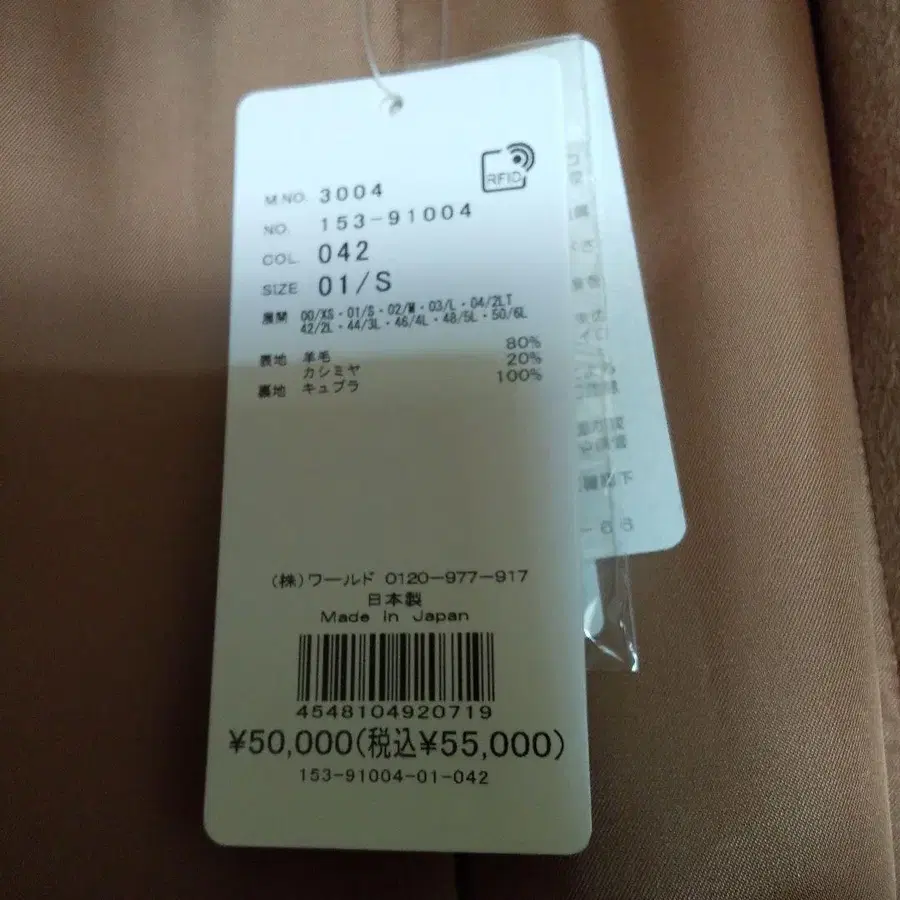 RFID
M.NO. 3004
NO. 153-91004
COL. 042
SIZE 01/S
展開 00/XS・01/S・02/M・03/L・04/2LT
42/2L・44/3L・46/4L・48/5L・50/6L
表地 羊毛 80%
カシミヤ 20%
裏地 キュプラ 100%
(株)ワールド 0120-977-917
日本製
Made in Japan
4548104920719
¥50,000(税込¥55,000)
153-91004-01-042
-68